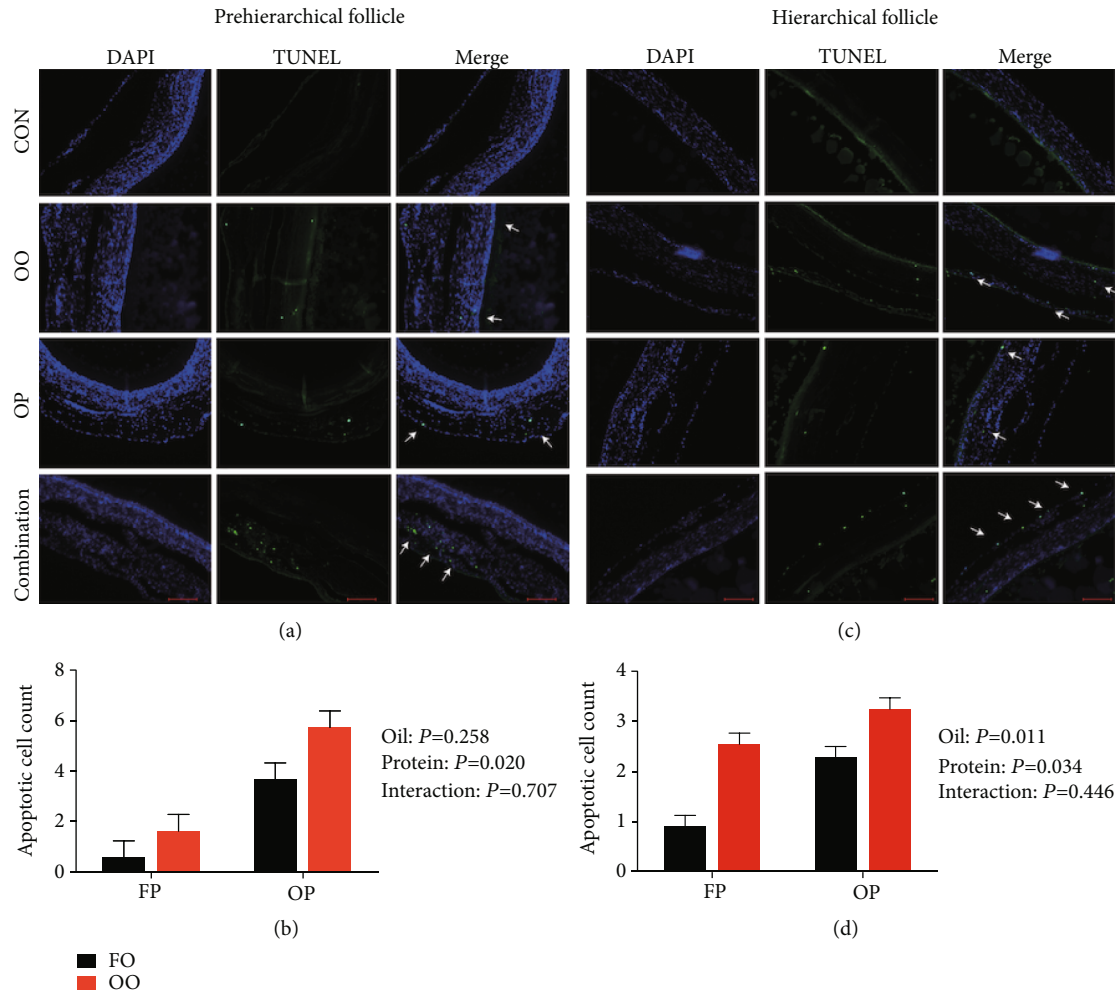 Prehierarchical follicle
DAPI TUNEL Merge
CON
OO
OP
Combination
(a)
Hierarchical follicle
DAPI TUNEL Merge
(c)
Apoptotic cell count
8
6
4
2
0
FP OP
Oil: P=0.258
Protein: P=0.020
Interaction: P=0.707
(b)
FO
OO
Apoptotic cell count
4
3
2
1
0
FP OP
Oil: P=0.011
Protein: P=0.034
Interaction: P=0.446
(d)